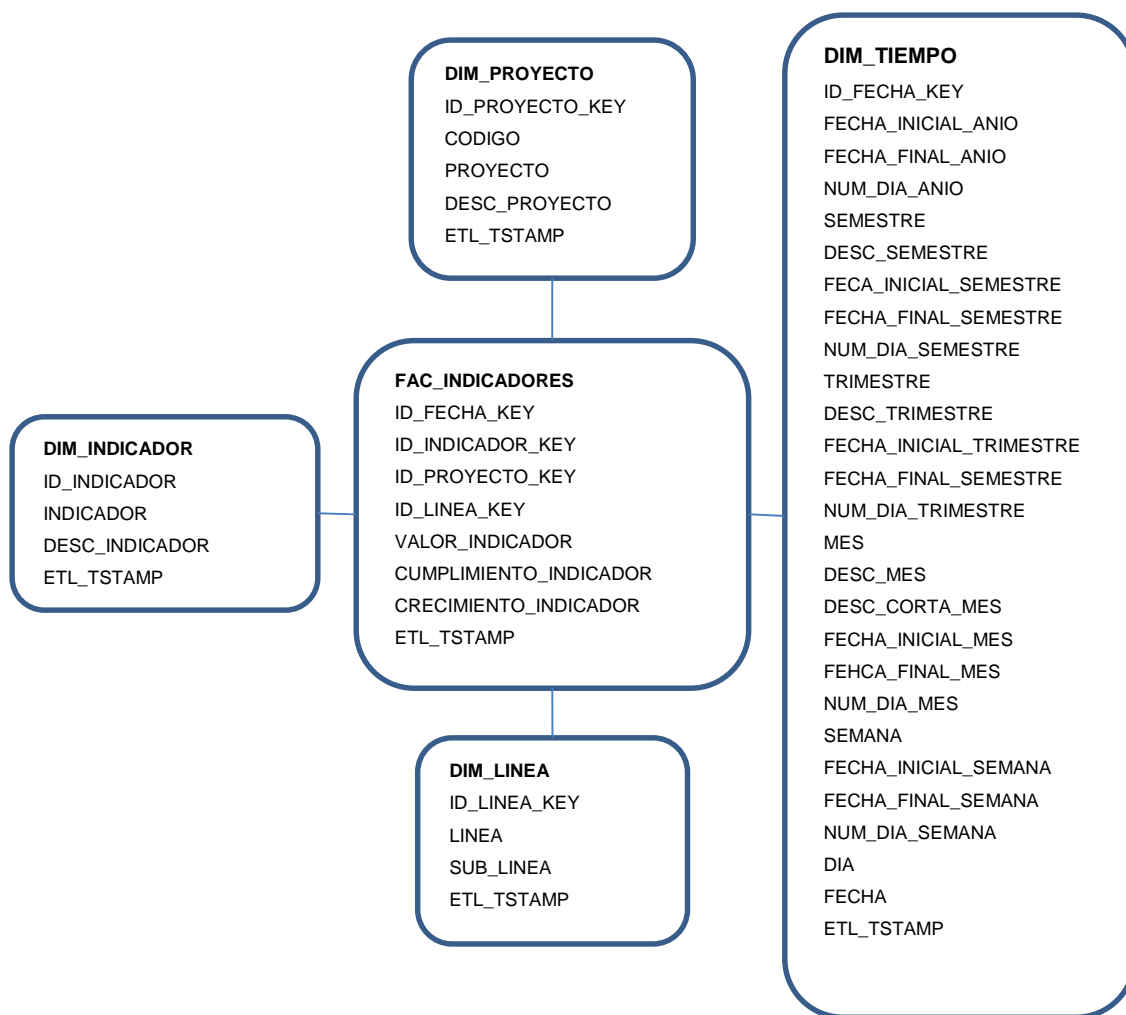 DIM_PROYECTO
ID_PROYECTO_KEY
CODIGO
PROYECTO
DESC_PROYECTO
ETL_TSTAMP
DIM_TIEMPO
ID_FECHA_KEY
FECHA_INICIAL_ANIO
FECHA_FINAL_ANIO
NUM_DIA_ANIO
SEMESTRE
DESC_SEMESTRE
FECA_INICIAL_SEMESTRE
FECHA_FINAL_SEMESTRE
NUM_DIA_SEMESTRE
TRIMESTRE
DESC_TRIMESTRE
FECHA_INICIAL_TRIMESTRE
FECHA_FINAL_SEMESTRE
NUM_DIA_TRIMESTRE
MES
DESC_MES
DESC_CORTA_MES
FECHA_INICIAL_MES
FEHCA_FINAL_MES
NUM_DIA_MES
SEMANA
FECHA_INICIAL_SEMANA
FECHA_FINAL_SEMANA
NUM_DIA_SEMANA
DIA
FECHA
ETL_TSTAMP
FAC_INDICADORES
ID_FECHA_KEY
ID_INDICADOR_KEY
ID_PROYECTO_KEY
ID_LINEA_KEY
VALOR_INDICADOR
CUMPLIMIENTO_INDICADOR
CRECIMIENTO_INDICADOR
ETL_TSTAMP
DIM_INDICADOR
ID_INDICADOR
INDICADOR
DESC_INDICADOR
ETL_TSTAMP
DIM_LINEA
ID_LINEA_KEY
LINEA
SUB_LINEA
ETL_TSTAMP